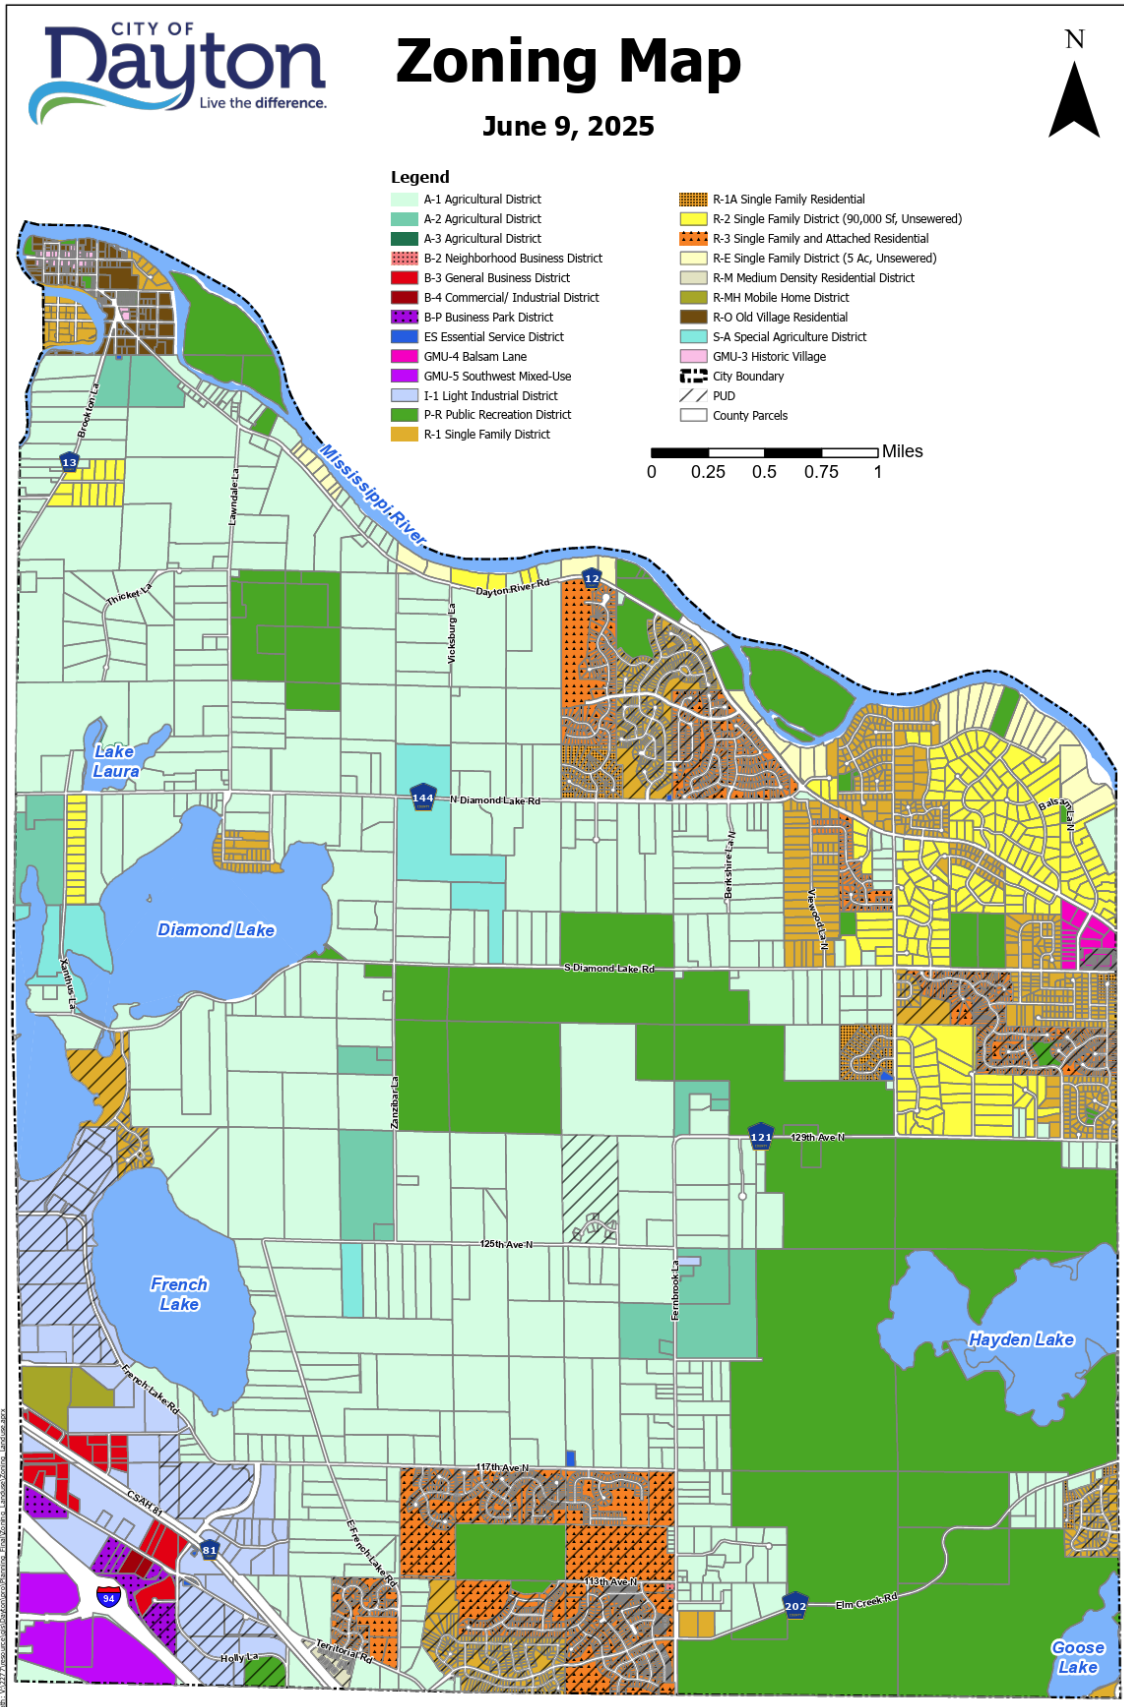 CITY OF
Dayton
Live the difference.
Zoning Map
June 9, 2025
N
Legend
A-1 Agricultural District
A-2 Agricultural District
A-3 Agricultural District
B-2 Neighborhood Business District
B-3 General Business District
B-4 Commercial/ Industrial District
B-P Business Park District
ES Essential Service District
GMU-4 Balsam Lane
GMU-5 Southwest Mixed-Use
I-1 Light Industrial District
P-R Public Recreation District
R-1 Single Family District
R-1A Single Family Residential
R-2 Single Family District (90,000 Sf, Unsewered)
R-3 Single Family and Attached Residential
R-E Single Family District (5 Ac, Unsewered)
R-M Medium Density Residential District
R-MH Mobile Home District
R-O Old Village Residential
S-A Special Agriculture District
GMU-3 Historic Village
City Boundary
PUD
County Parcels
Miles
0 0.25 0.5 0.75 1
Brockton La
13
Lawndale La
Mississippi River
Thicket La
Vicksburg La
Dayton River Rd
12
Lake
Laura
144
N Diamond Lake Rd
Balsam La N
Berkshire La N
Viewood La N
Diamond Lake
S Diamond Lake Rd
Xanthus La
Zanzibar La
121
129th Ave N
125th Ave N
French
Lake
Fernbrook La
Hayden Lake
French Lake Rd
117th Ave N
CSAH 81
81
E French Lake Rd
94
113th Ave N
202
Elm Creek Rd
Territorial Rd
Holly La
Goose
Lake